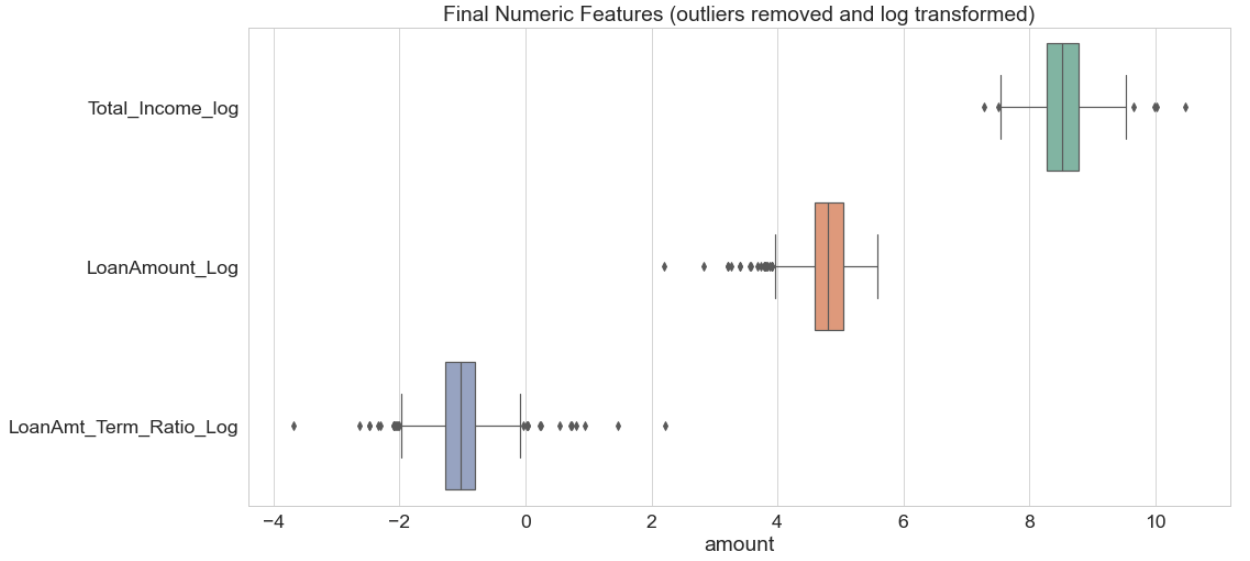 Final Numeric Features (outliers removed and log transformed)
Total_Income_log
LoanAmount_Log
LoanAmt_Term_Ratio_Log
−4 −2 0 2 4 6 8 10
amount